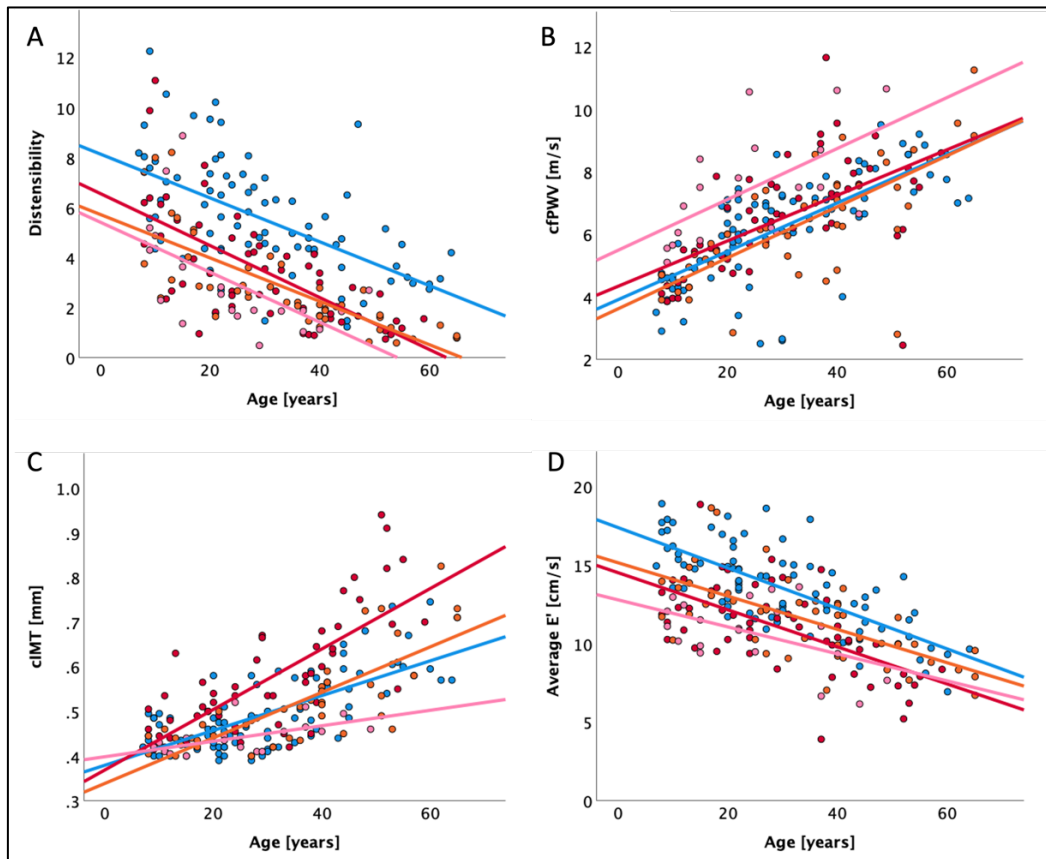 A
12
10
8
6
4
2
0
Distensibility
0 20 40 60
Age [years]
B
12
10
8
6
4
2
cfPWV [m/s]
0 20 40 60
Age [years]
C
1.0
.9
.8
.7
.6
.5
.4
.3
cIMT [mm]
0 20 40 60
Age [years]
D
20
15
10
5
0
Average E' [cm/s]
0 20 40 60
Age [years]